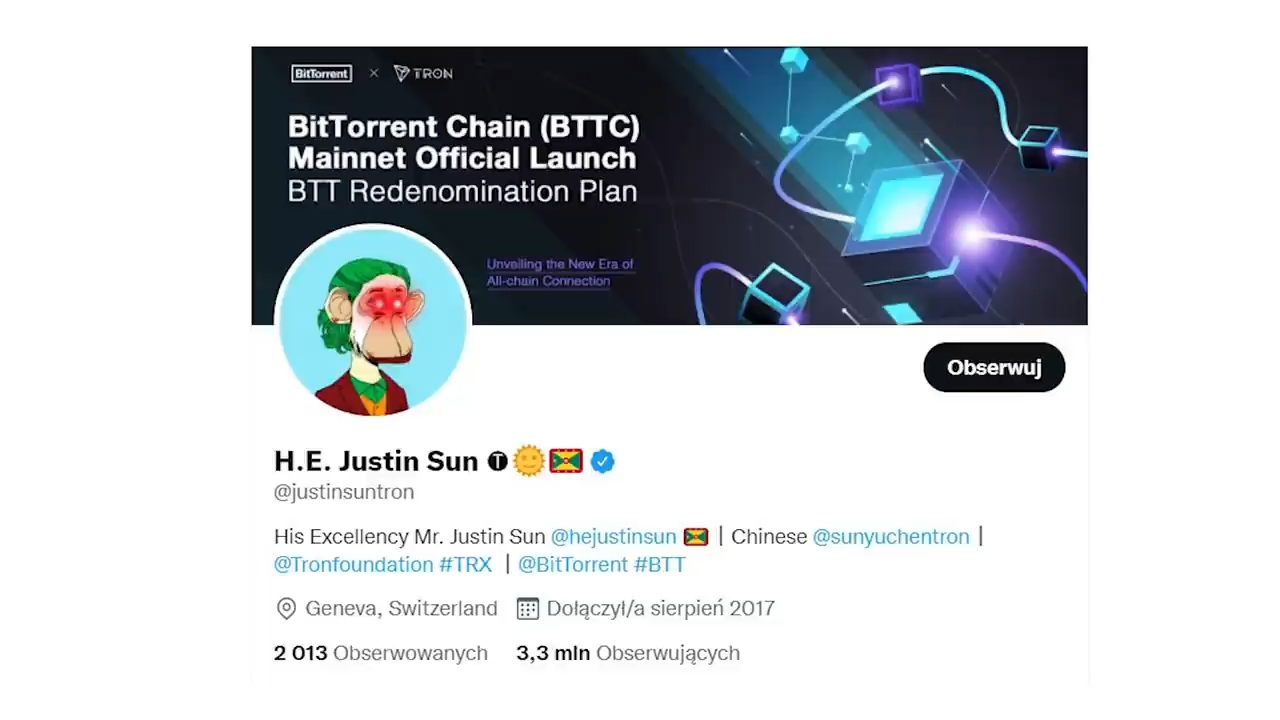 BitTorrent × TRON
BitTorrent Chain (BTTC)
Mainnet Official Launch
BTT Redenomination Plan
Unveiling the New Era of
All-chain Connection
Obserwuj
H.E. Justin Sun 🅣🌞🇬🇩
@justinsuntron
His Excellency Mr. Justin Sun @hejustinsun 🇬🇩 | Chinese @sunyuchentron |
@Tronfoundation #TRX | @BitTorrent #BTT
Geneva, Switzerland Dołączył/a sierpień 2017
2 013 Obserwowanych 3,3 mln Obserwujących